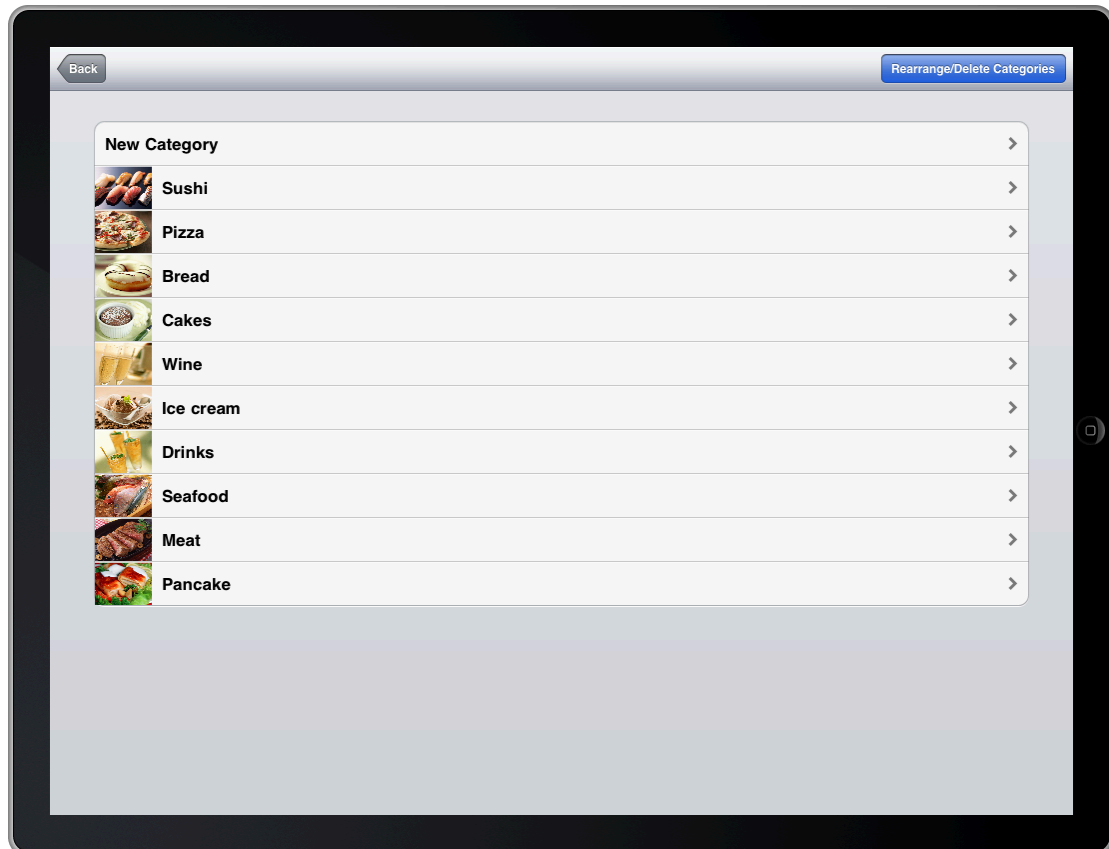 Back
Rearrange/Delete Categories
New Category
Sushi
Pizza
Bread
Cakes
Wine
Ice cream
Drinks
Seafood
Meat
Pancake